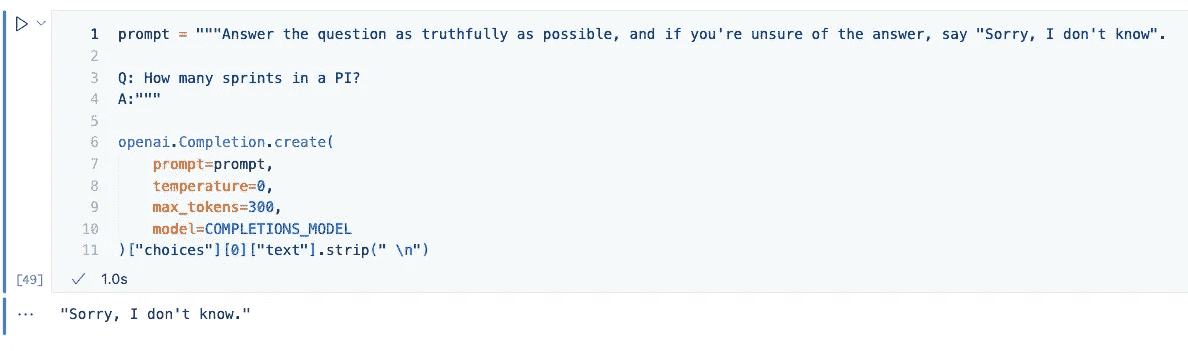 1 prompt = """Answer the question as truthfully as possible, and if you're unsure of the answer, say "Sorry, I don't know".
2
3 Q: How many sprints in a PI?
4 A:"""
5
6 openai.Completion.create(
7     prompt=prompt,
8     temperature=0,
9     max_tokens=300,
10     model=COMPLETIONS_MODEL
11 )["choices"][0]["text"].strip(" \n")
[49] ✓ 1.0s
... "Sorry, I don't know."